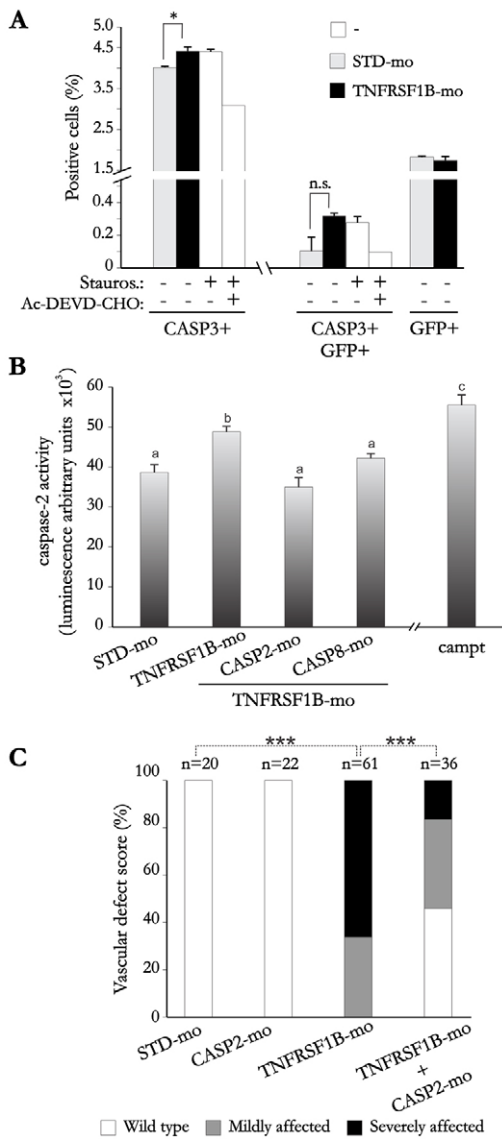 A
*
-
STD-mo
TNFRSF1B-mo
Positive cells (%)
5.0
4.5
3.5
1.5
0.4
0.2
0
n.s.
Stauros.: - - + + - - + + - -
Ac-DEVD-CHO: - - - + - - - + - -
CASP3+
CASP3+
GFP+
GFP+
B
caspase-2 activity
(luminescence arbitrary units x10³)
60
50
40
30
20
10
0
a
b
a
a
c
STD-mo
TNFRSF1B-mo
CASP2-mo
CASP8-mo
campt
TNFRSF1B-mo
C
***
***
n=20
n=22
n=61
n=36
Vascular defect score (%)
100
80
60
40
20
0
STD-mo
CASP2-mo
TNFRSF1B-mo
TNFRSF1B-mo
+
CASP2-mo
Wild type
Mildly affected
Severely affected